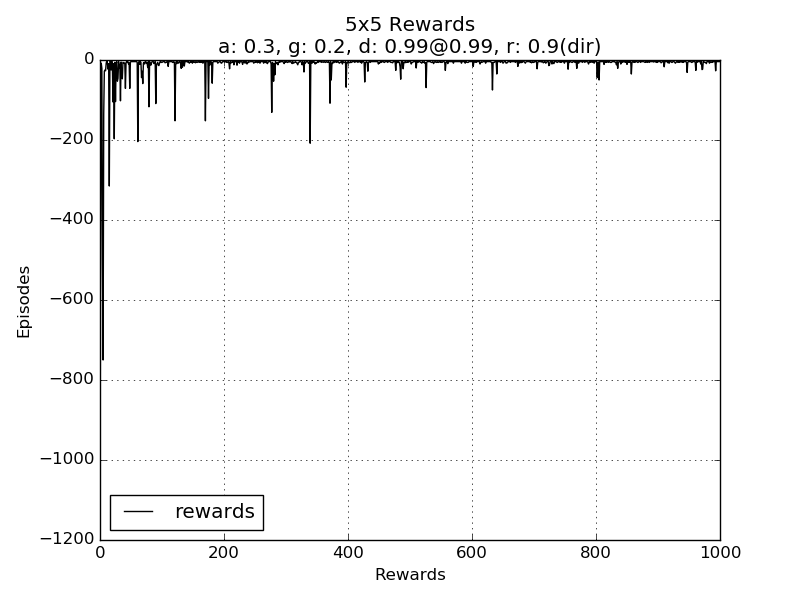 5x5 Rewards
a: 0.3, g: 0.2, d: 0.99@0.99, r: 0.9(dir)
0
−200
−400
−600
−800
−1000
−1200
Episodes
rewards
0 200 400 600 800 1000
Rewards